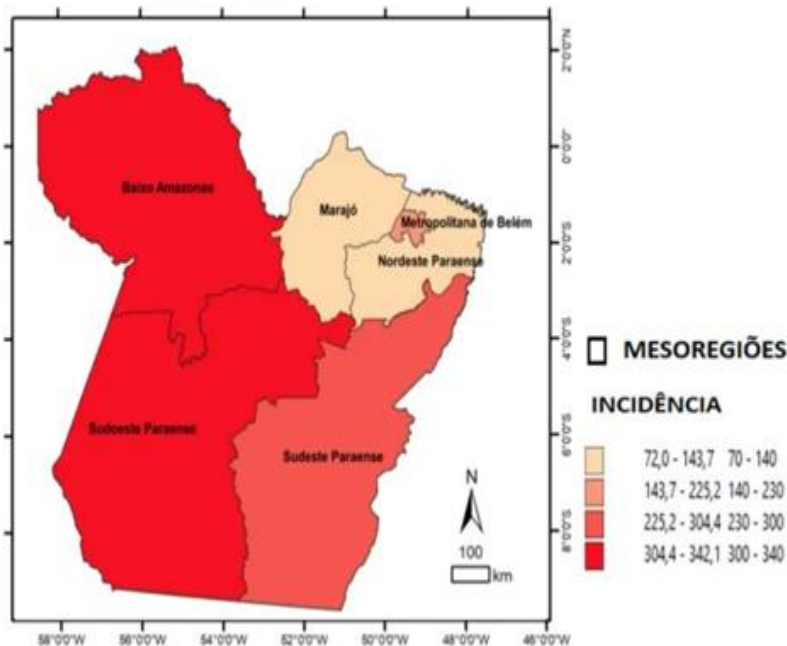 2°0'0"N
0°0'0"
2°0'0"S
4°0'0"S
6°0'0"S
8°0'0"S
Baixo Amazonas
Marajó
Metropolitana de Belém
Nordeste Paraense
Sudoeste Paraense
Sudeste Paraense
N
100
km
58°0'0"W 56°0'0"W 54°0'0"W 52°0'0"W 50°0'0"W 48°0'0"W 46°0'0"W
MESOREGIÕES
INCIDÊNCIA
72,0 - 143,7 70 - 140
143,7 - 225,2 140 - 230
225,2 - 304,4 230 - 300
304,4 - 342,1 300 - 340